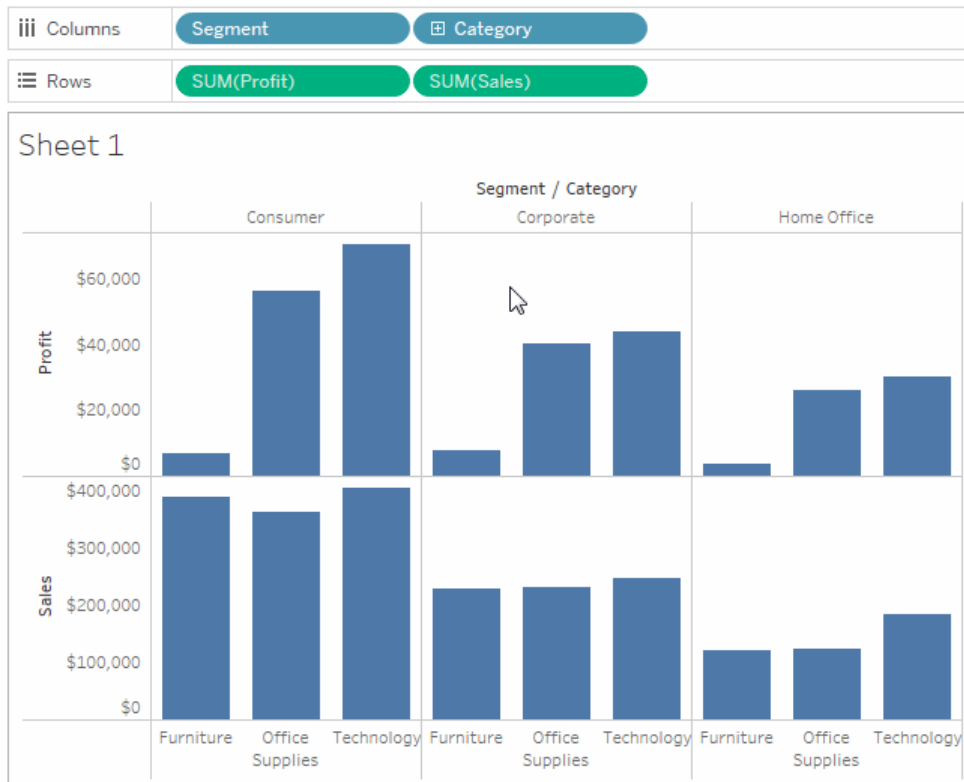 Columns Segment Category
Rows SUM(Profit) SUM(Sales)
Sheet 1
Segment / Category
Consumer Corporate Home Office
Profit
$60,000
$40,000
$20,000
$0
Sales
$400,000
$300,000
$200,000
$100,000
$0
Furniture Office Supplies Technology Furniture Office Supplies Technology Furniture Office Supplies Technology